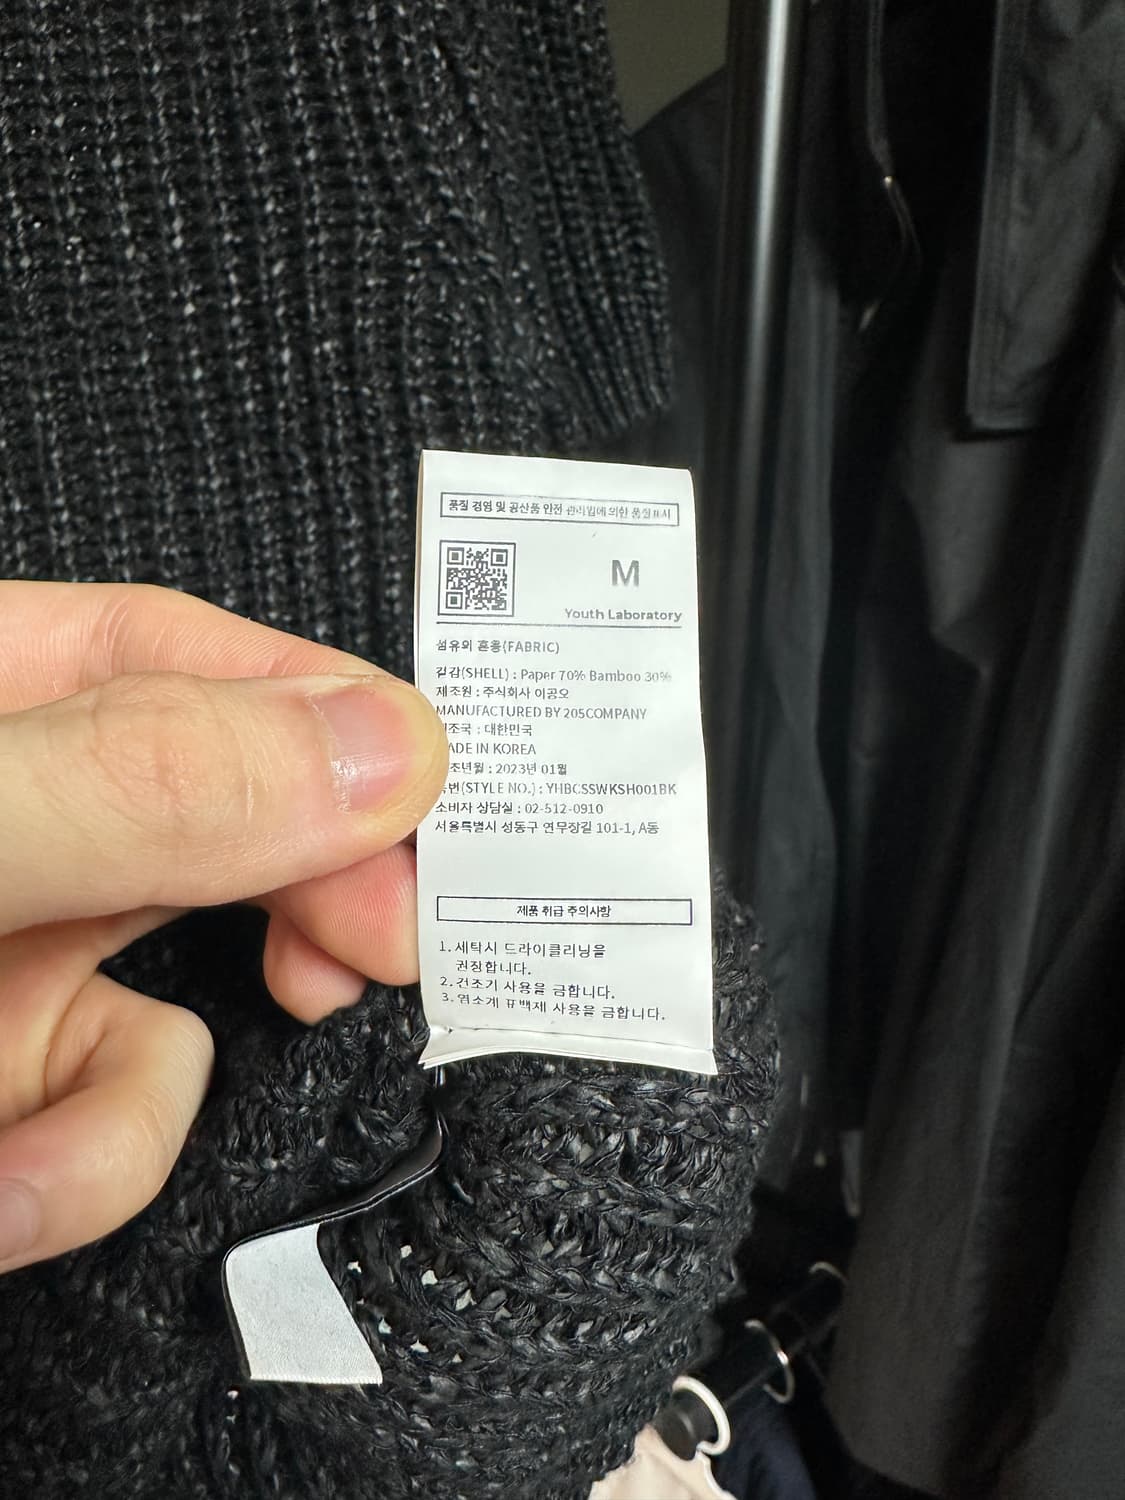 품질 경영 및 공산품 안전 관리법에 의한 품질표시
M
Youth Laboratory
섬유의 혼용(FABRIC)
겉감(SHELL) : Paper 70% Bamboo 30%
제조원 : 주식회사 이공오
MANUFACTURED BY 205COMPANY
조국 : 대한민국
ADE IN KOREA
조년월 : 2023년 01월
번(STYLE NO.) : YHBCSSWKSH001BK
소비자 상담실 : 02-512-0910
서울특별시 성동구 연무장길 101-1, A동
제품 취급 주의사항
1. 세탁시 드라이클리닝을
권장합니다.
2. 건조기 사용을 금합니다.
3. 염소계 표백제 사용을 금합니다.